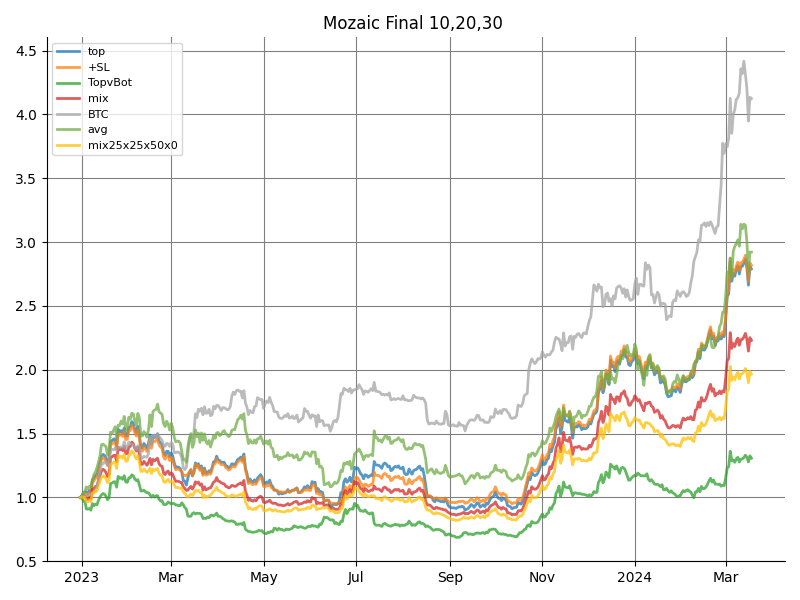 Mozaic Final 10,20,30
top
+SL
TopvBot
mix
BTC
avg
mix25x25x50x0
4.5
4.0
3.5
3.0
2.5
2.0
1.5
1.0
0.5
2023 Mar May Jul Sep Nov 2024 Mar